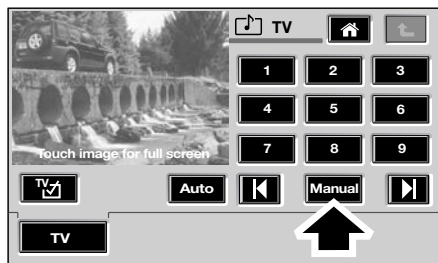 TV
1 2 3
4 5 6
7 8 9
Touch image for full screen
TV
Auto
Manual
TV